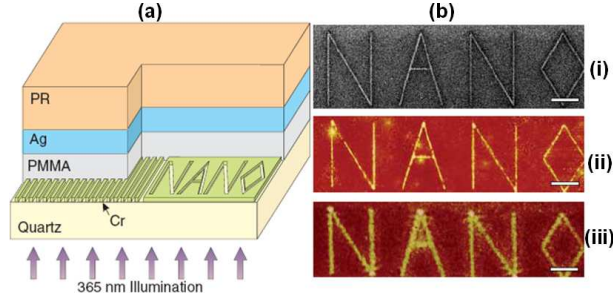 (a)
(b)
PR
Ag
PMMA
NANO
Cr
Quartz
365 nm Illumination
NANO
(i)
NANO
(ii)
NANO
(iii)